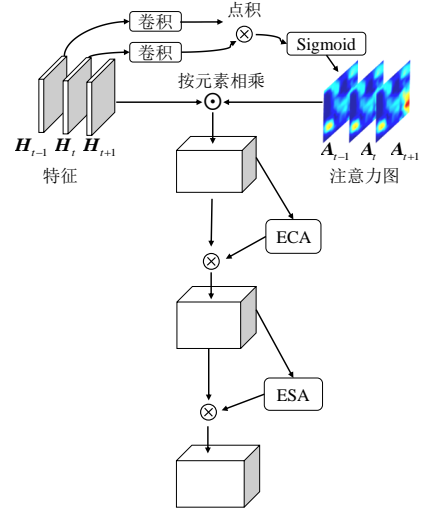 卷积
点积
卷积
⊗
Sigmoid
按元素相乘
⊙
H_{t-1} H_t H_{t+1}
A_{t-1} A_t A_{t+1}
特征
注意力图
ECA
⊗
ESA
⊗